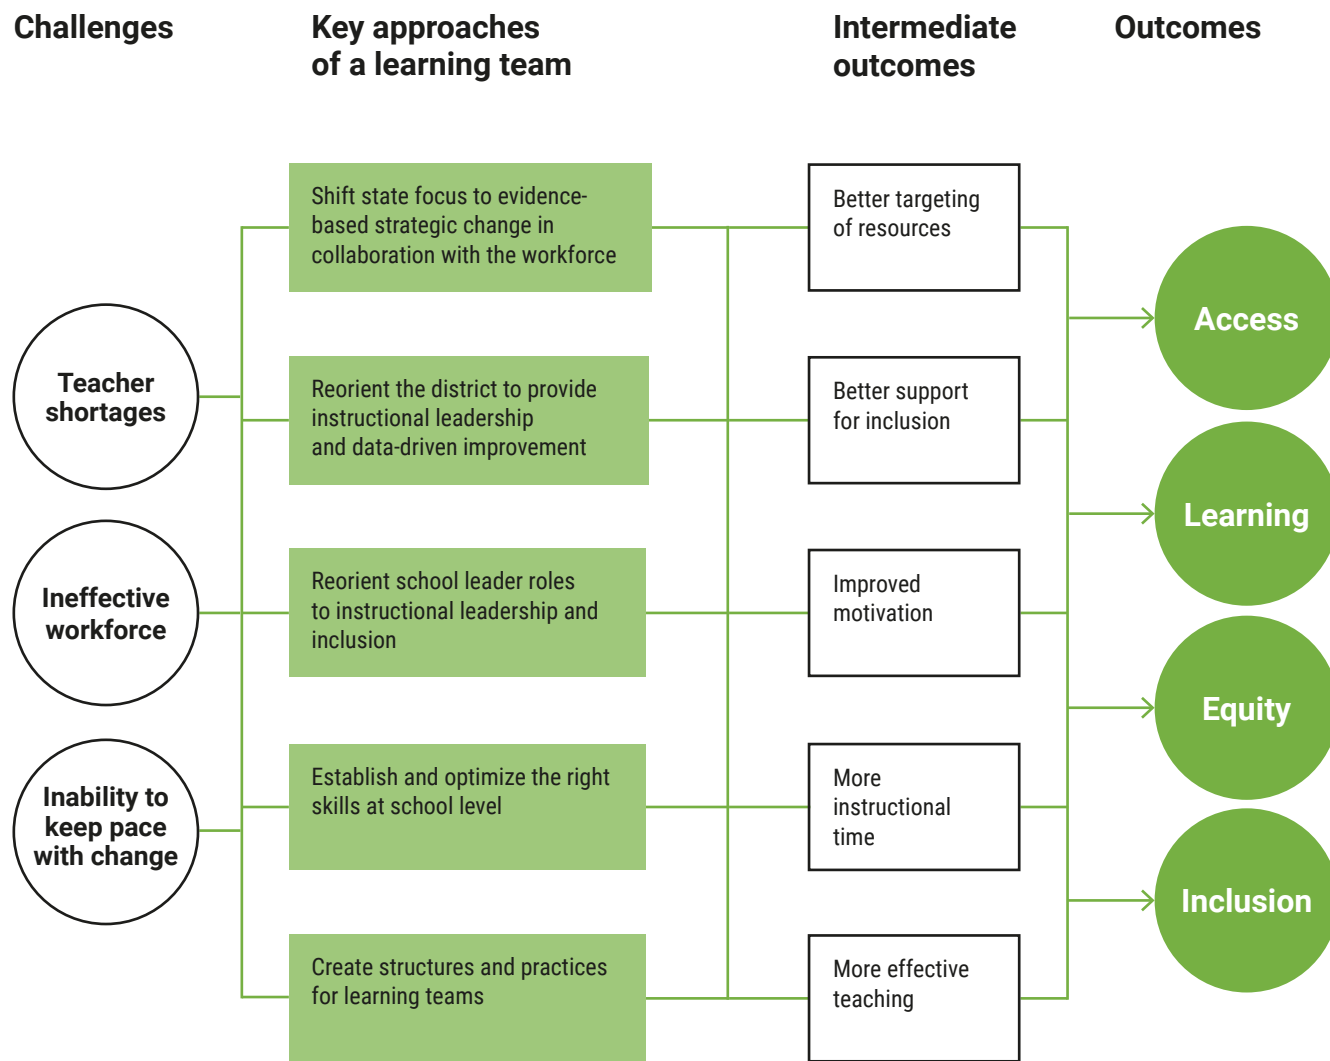 Challenges
Key approaches
of a learning team
Intermediate
outcomes
Outcomes
Teacher
shortages
Ineffective
workforce
Inability to
keep pace
with change
Shift state focus to evidence-
based strategic change in
collaboration with the workforce
Reorient the district to provide
instructional leadership
and data-driven improvement
Reorient school leader roles
to instructional leadership and
inclusion
Establish and optimize the right
skills at school level
Create structures and practices
for learning teams
Better targeting
of resources
Better support
for inclusion
Improved
motivation
More
instructional
time
More effective
teaching
Access
Learning
Equity
Inclusion